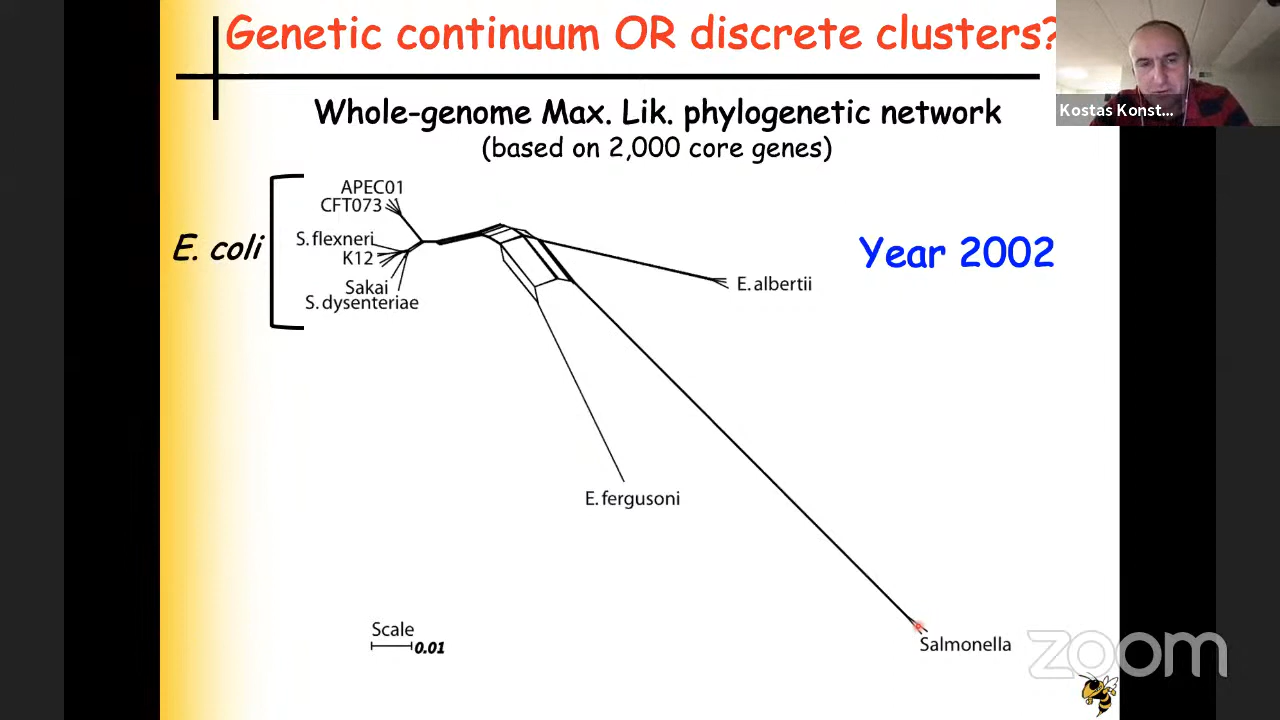 Genetic continuum OR discrete clusters?
Kostas Konst...
Whole-genome Max. Lik. phylogenetic network
(based on 2,000 core genes)
APEC01
CFT073
S. flexneri
K12
Sakai
S. dysenteriae
E. coli
Year 2002
E. albertii
E. fergusoni
Scale
0.01
Salmonella
zoom